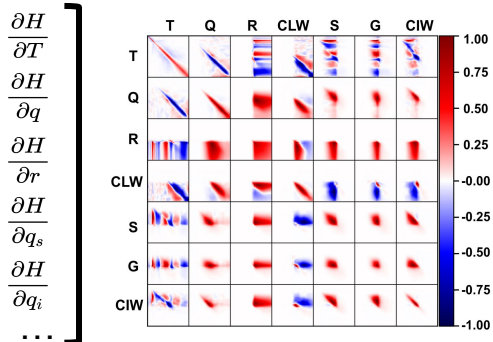 ∂H/∂T
∂H/∂q
∂H/∂r
∂H/∂q_s
∂H/∂q_i
...
T Q R CLW S G CIW
T
Q
R
CLW
S
G
CIW
1.00
0.75
0.50
0.25
0.00
-0.25
-0.50
-0.75
-1.00